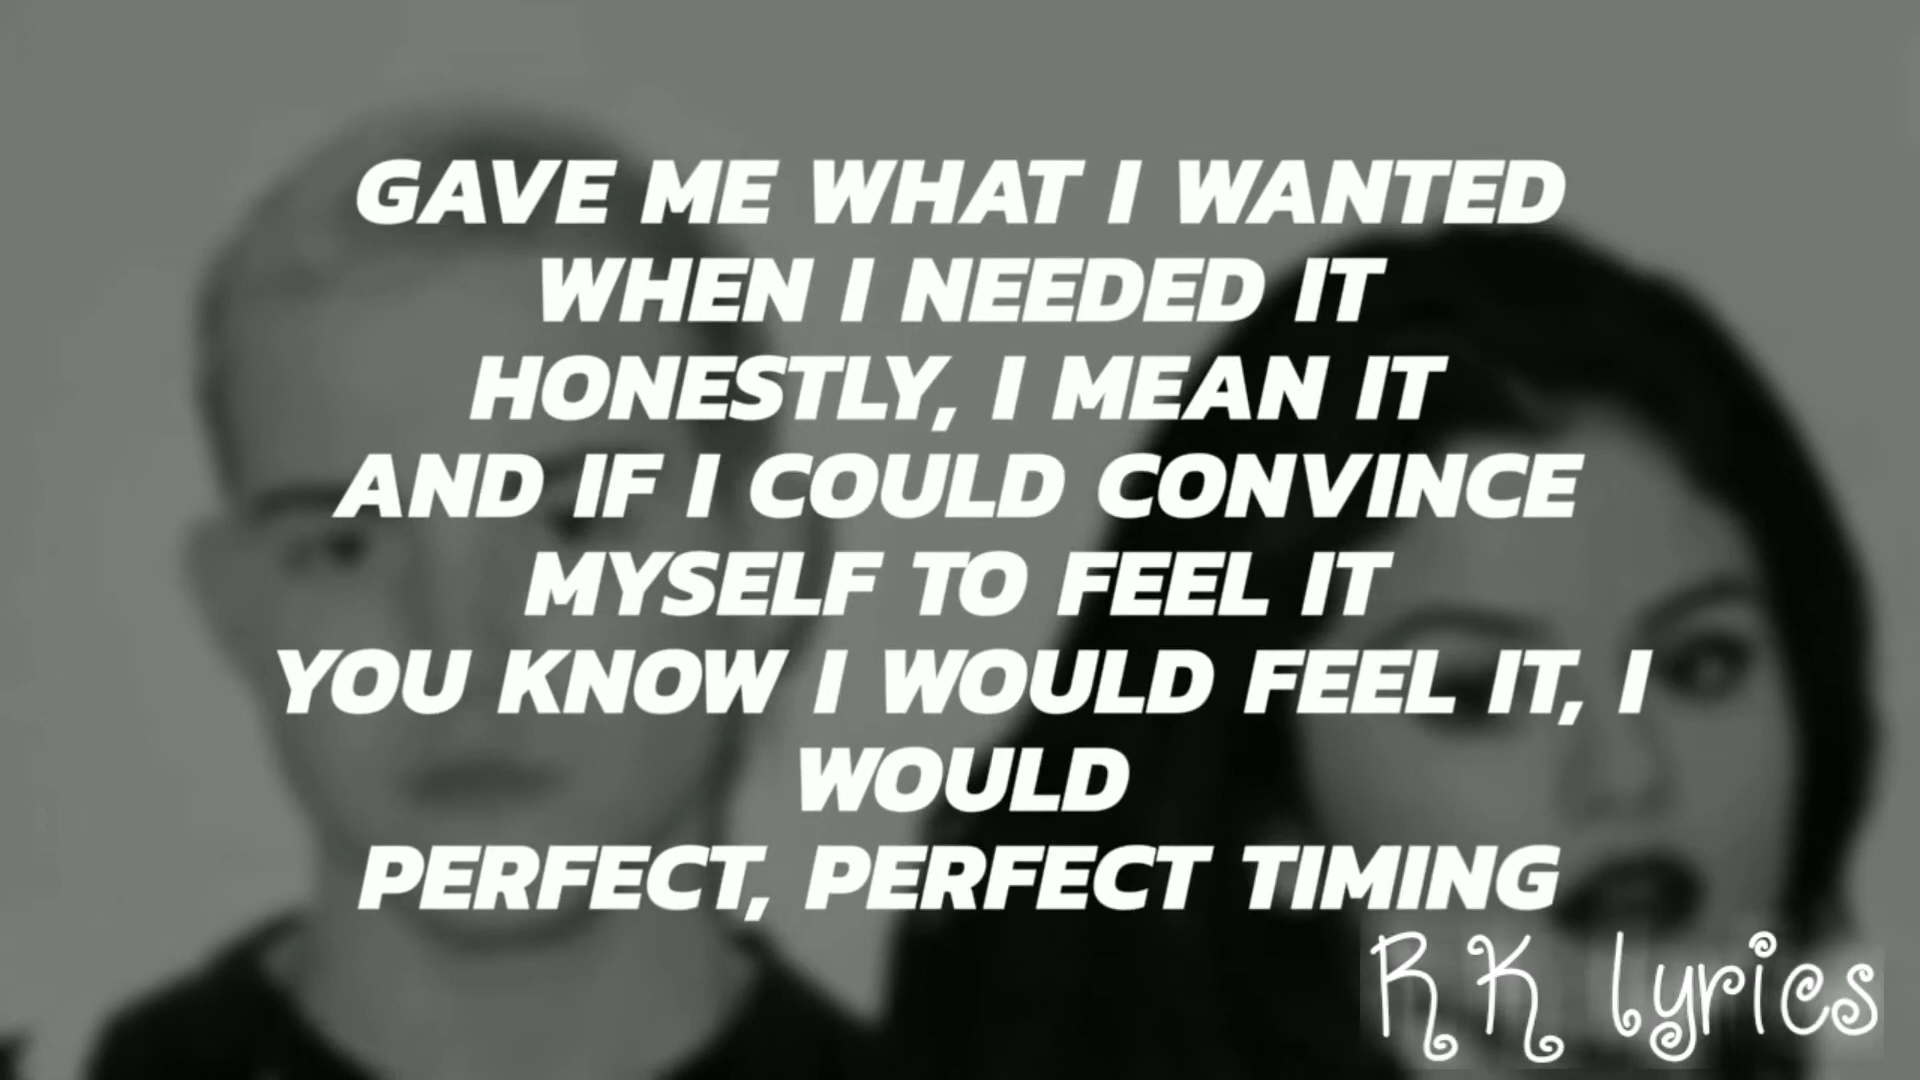 GAVE ME WHAT I WANTED
WHEN I NEEDED IT
HONESTLY, I MEAN IT
AND IF I COULD CONVINCE
MYSELF TO FEEL IT
YOU KNOW I WOULD FEEL IT, I
WOULD
PERFECT, PERFECT TIMING
RK lyrics